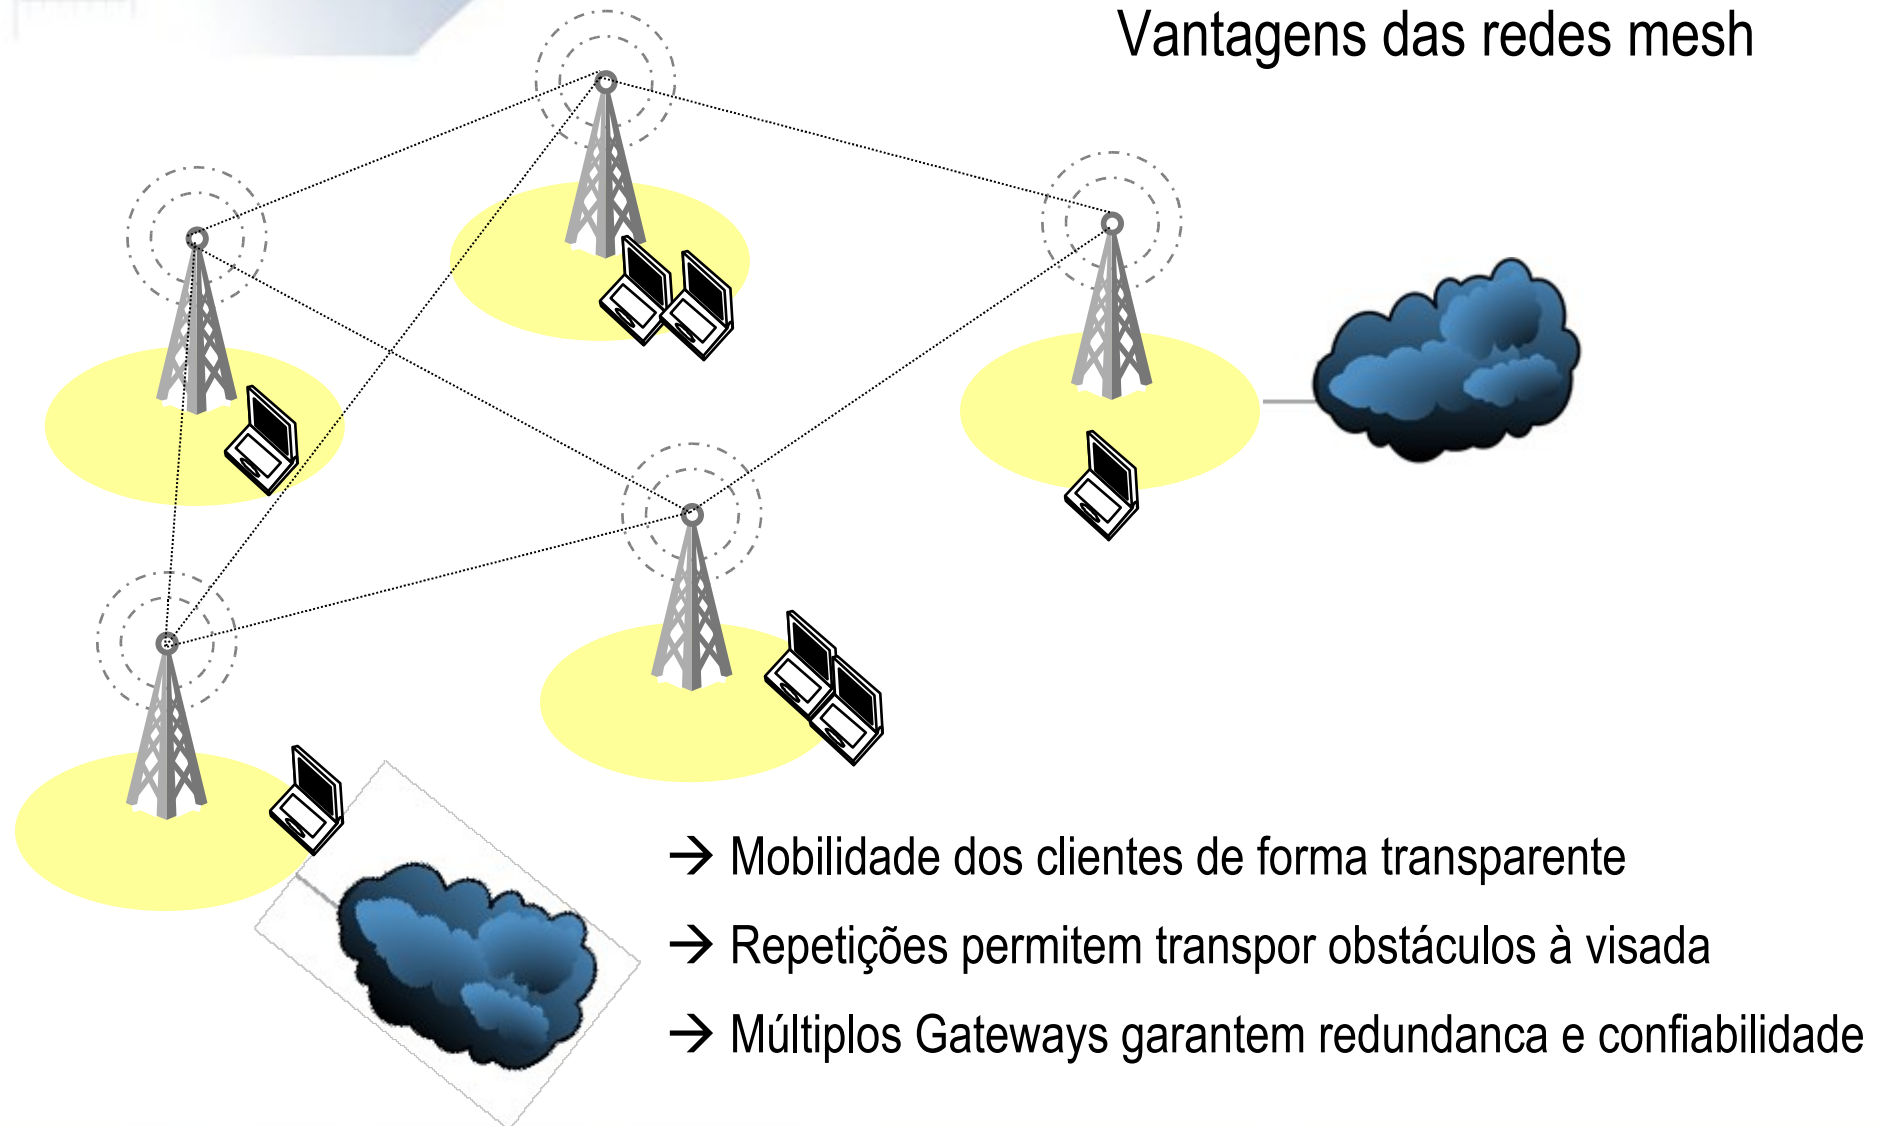 Vantagens das redes mesh
→ Mobilidade dos clientes de forma transparente
→ Repetições permitem transpor obstáculos à visada
→ Múltiplos Gateways garantem redundanca e confiabilidade